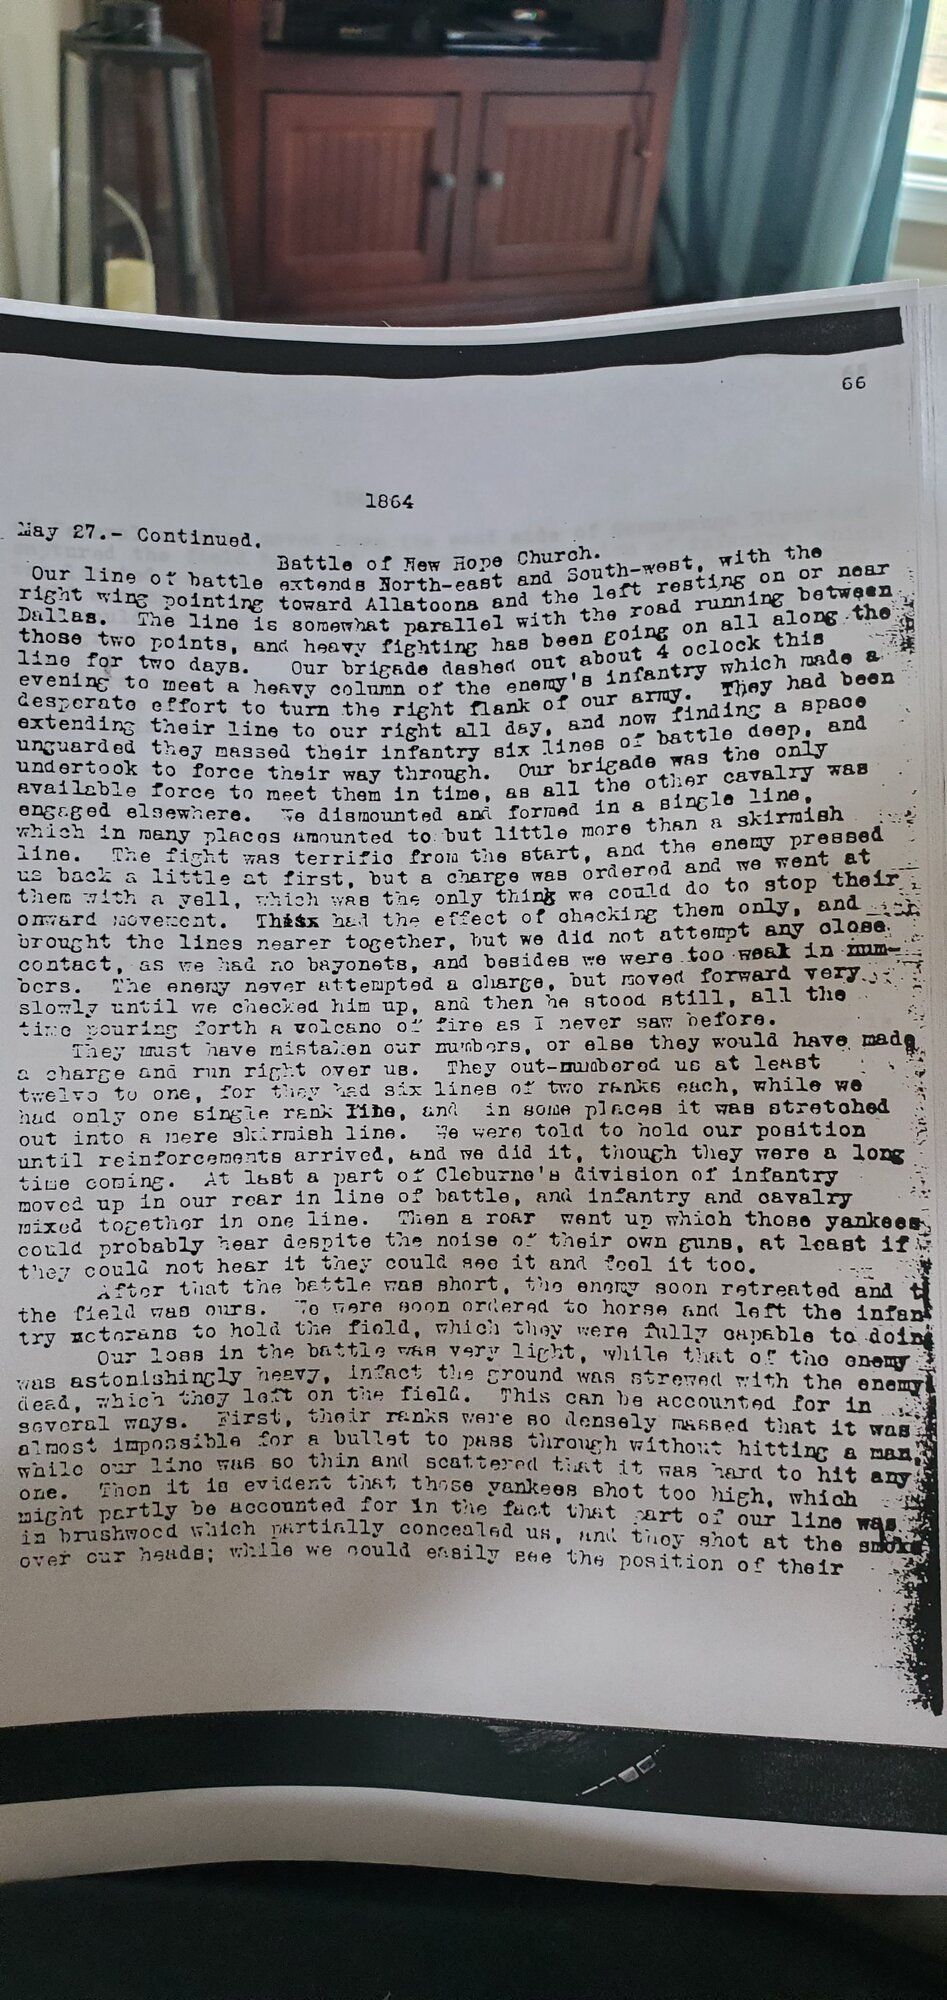 66
1864
May 27.- Continued.
Battle of New Hope Church.
Our line of battle extends North-east and South-west, with the
right wing pointing toward Allatoona and the left resting on or near
Dallas. The line is somewhat parallel with the road running between
those two points, and heavy fighting has been going on all along the
line for two days. Our brigade dashed out about 4 oclock this
evening to meet a heavy column of the enemy's infantry which made a
desperate effort to turn the right flank of our army. They had been
extending their line to our right all day, and now finding a space
unguarded they massed their infantry six lines of battle deep, and
undertook to force their way through. Our brigade was the only
available force to meet them in time, as all the other cavalry was
engaged elsewhere. We dismounted and formed in a single line,
which in many places amounted to but little more than a skirmish
line. The fight was terrific from the start, and the enemy pressed
us back a little at first, but a charge was ordered and we went at
them with a yell, which was the only thing we could do to stop their
onward movement. Thisx had the effect of checking them only, and
brought the lines nearer together, but we did not attempt any close
contact, as we had no bayonets, and besides we were too weak in num-
bers. The enemy never attempted a charge, but moved forward very
slowly until we checked him up, and then he stood still, all the
time pouring forth a volcano of fire as I never saw before.
They must have mistaken our numbers, or else they would have made
a charge and run right over us. They out-numbered us at least
twelve to one, for they had six lines of two ranks each, while we
had only one single rank line, and in some places it was stretched
out into a mere skirmish line. We were told to hold our position
until reinforcements arrived, and we did it, though they were a long
time coming. At last a part of Cleburne's division of infantry
moved up in our rear in line of battle, and infantry and cavalry
mixed together in one line. Then a roar went up which those yankees
could probably hear despite the noise of their own guns, at least if
they could not hear it they could see it and feel it too.
After that the battle was short, the enemy soon retreated and t
the field was ours. We were soon ordered to horse and left the infan
try xctorans to hold the field, which they were fully capable to doing
Our loss in the battle was very light, while that of the enemy
was astonishingly heavy, infact the ground was strewed with the enemy
dead, which they left on the field. This can be accounted for in
several ways. First, their ranks were so densely massed that it was
almost impossible for a bullet to pass through without hitting a man,
while our line was so thin and scattered that it was hard to hit any
one. Then it is evident that those yankees shot too high, which
might partly be accounted for in the fact that part of our line was
in brushwood which partially concealed us, and they shot at the smoke
over our heads; while we could easily see the position of their